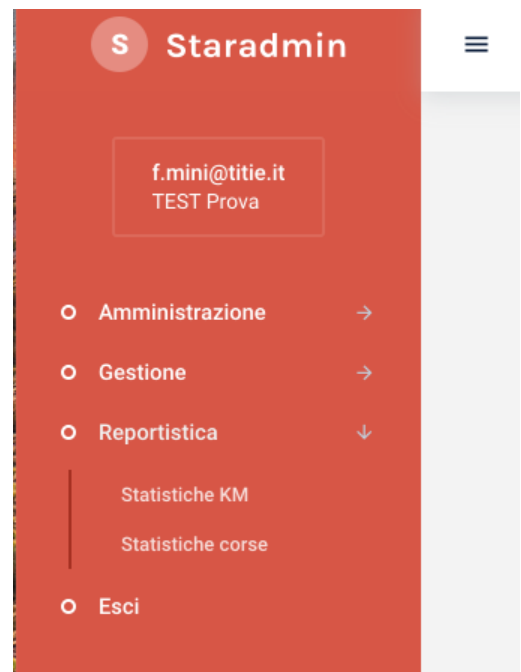 S Staradmin
f.mini@titie.it
TEST Prova
Amministrazione
Gestione
Reportistica
Statistiche KM
Statistiche corse
Esci